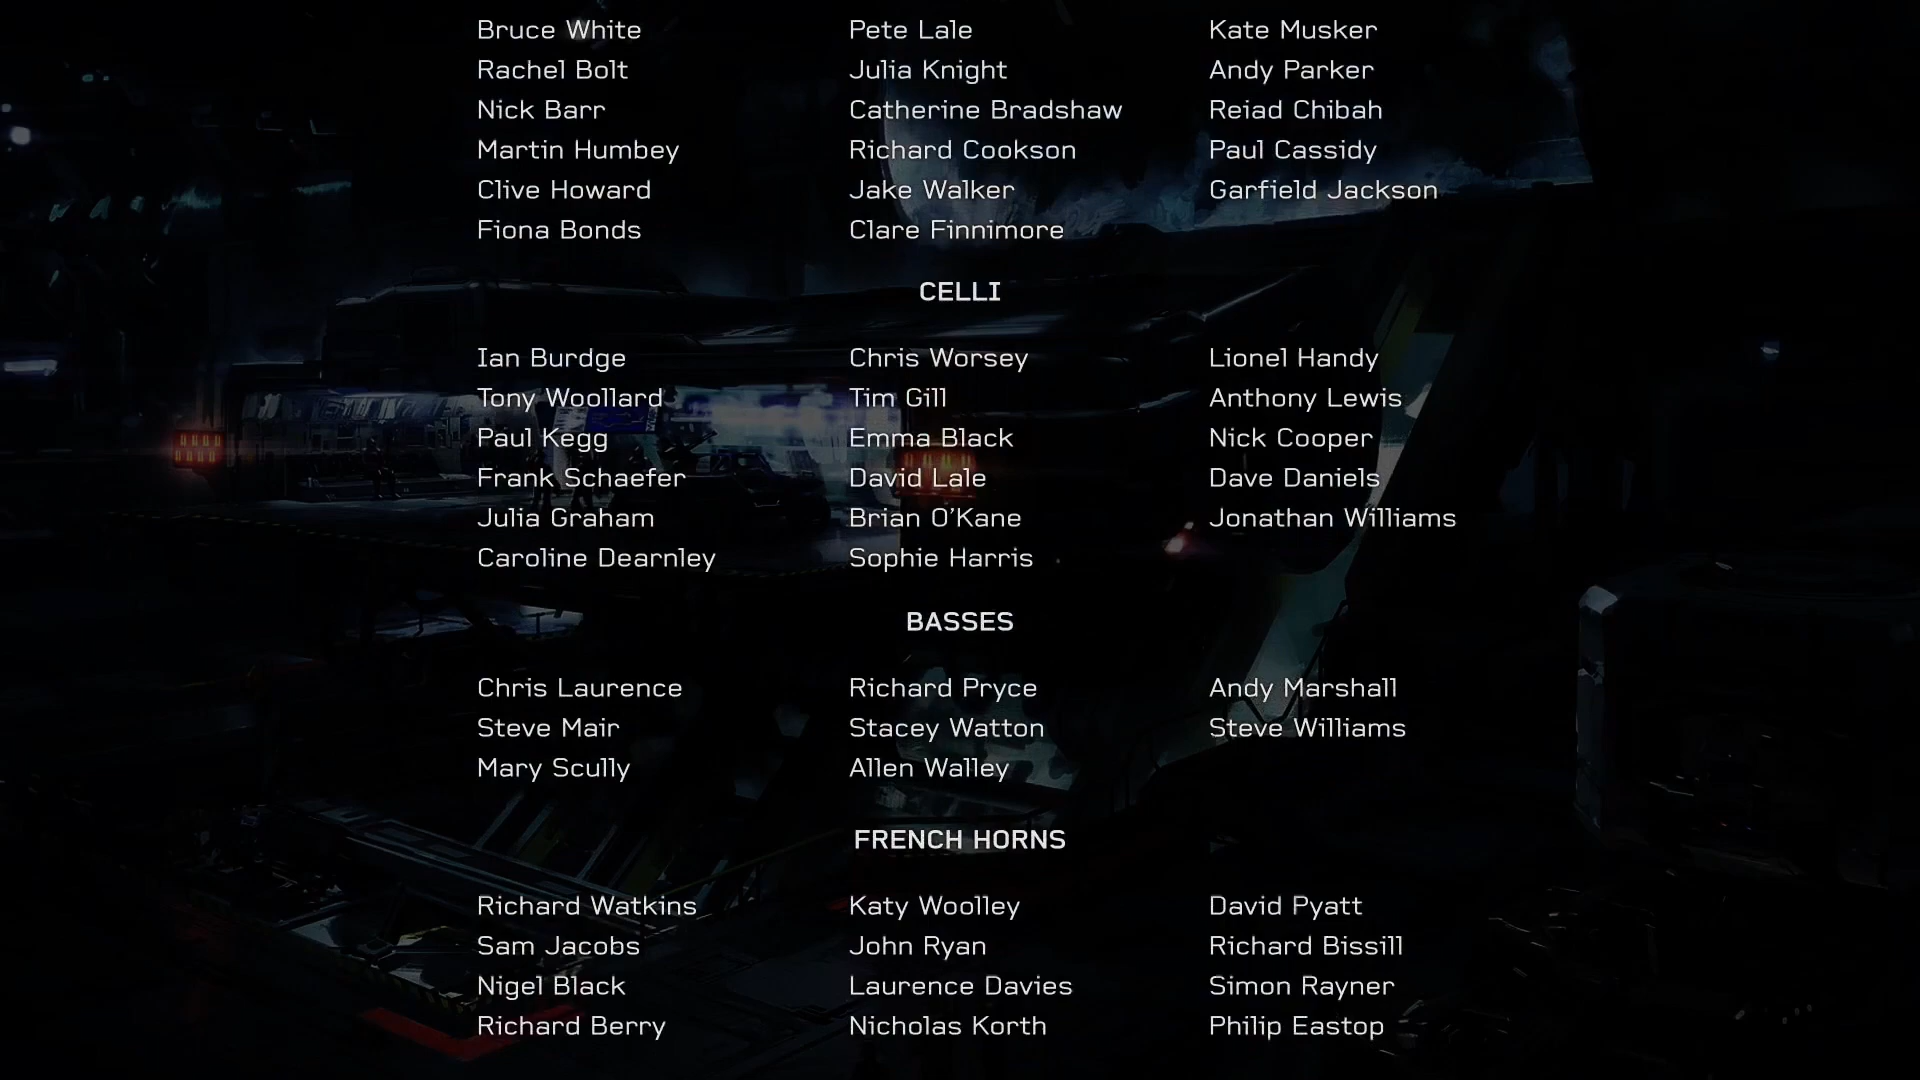 Bruce White Pete Lale Kate Musker
Rachel Bolt Julia Knight Andy Parker
Nick Barr Catherine Bradshaw Reiad Chibah
Martin Humbey Richard Cookson Paul Cassidy
Clive Howard Jake Walker Garfield Jackson
Fiona Bonds Clare Finnimore
CELLI
Ian Burdge Chris Worsey Lionel Handy
Tony Woollard Tim Gill Anthony Lewis
Paul Kegg Emma Black Nick Cooper
Frank Schaefer David Lale Dave Daniels
Julia Graham Brian O’Kane Jonathan Williams
Caroline Dearnley Sophie Harris
BASSES
Chris Laurence Richard Pryce Andy Marshall
Steve Mair Stacey Watton Steve Williams
Mary Scully Allen Walley
FRENCH HORNS
Richard Watkins Katy Woolley David Pyatt
Sam Jacobs John Ryan Richard Bissill
Nigel Black Laurence Davies Simon Rayner
Richard Berry Nicholas Korth Philip Eastop